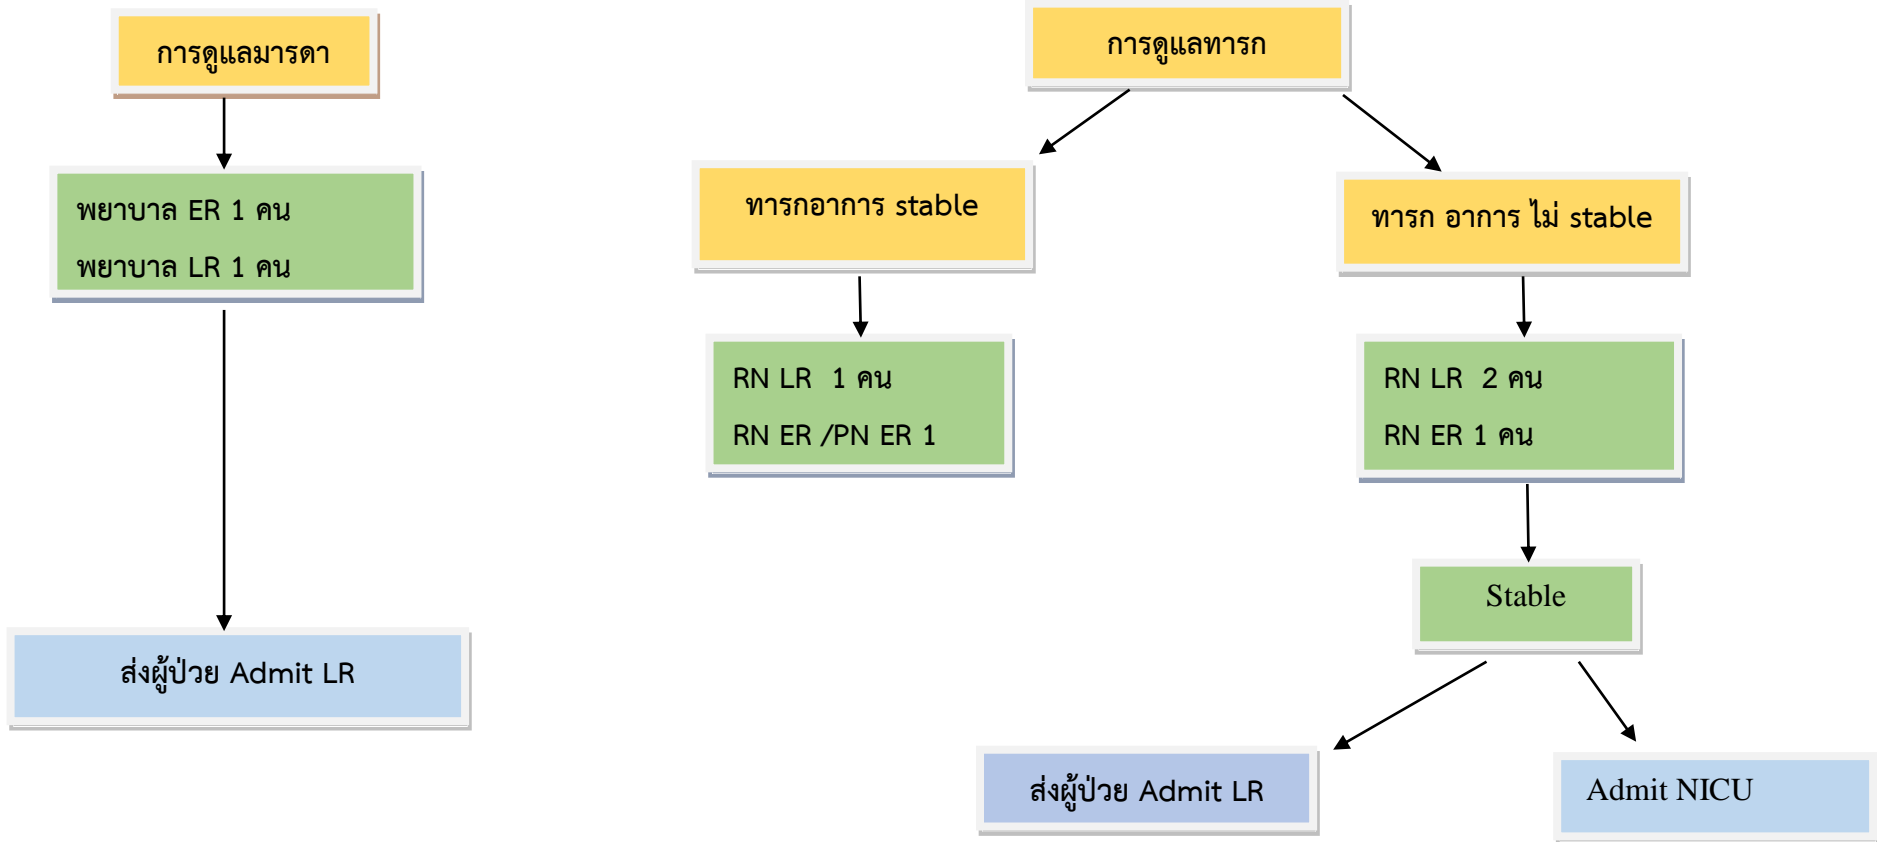 การดูแลมารดา
พยาบาล ER 1 คน
พยาบาล LR 1 คน
ส่งผู้ป่วย Admit LR
การดูแลทารก
ทารกอาการ stable
RN LR 1 คน
RN ER /PN ER 1
ทารก อาการ ไม่ stable
RN LR 2 คน
RN ER 1 คน
Stable
ส่งผู้ป่วย Admit LR
Admit NICU